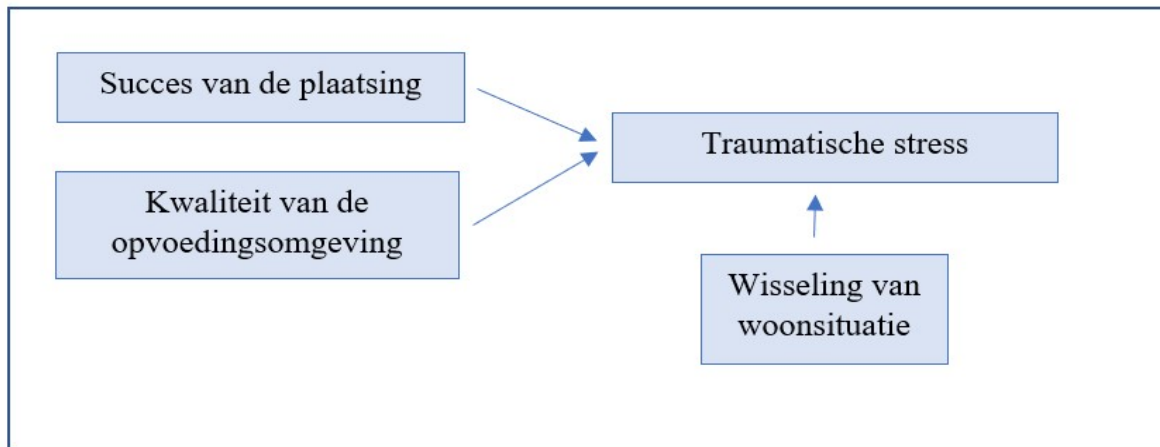 Succes van de plaatsing
Traumatische stress
Kwaliteit van de
opvoedingsomgeving
Wisseling van
woonsituatie